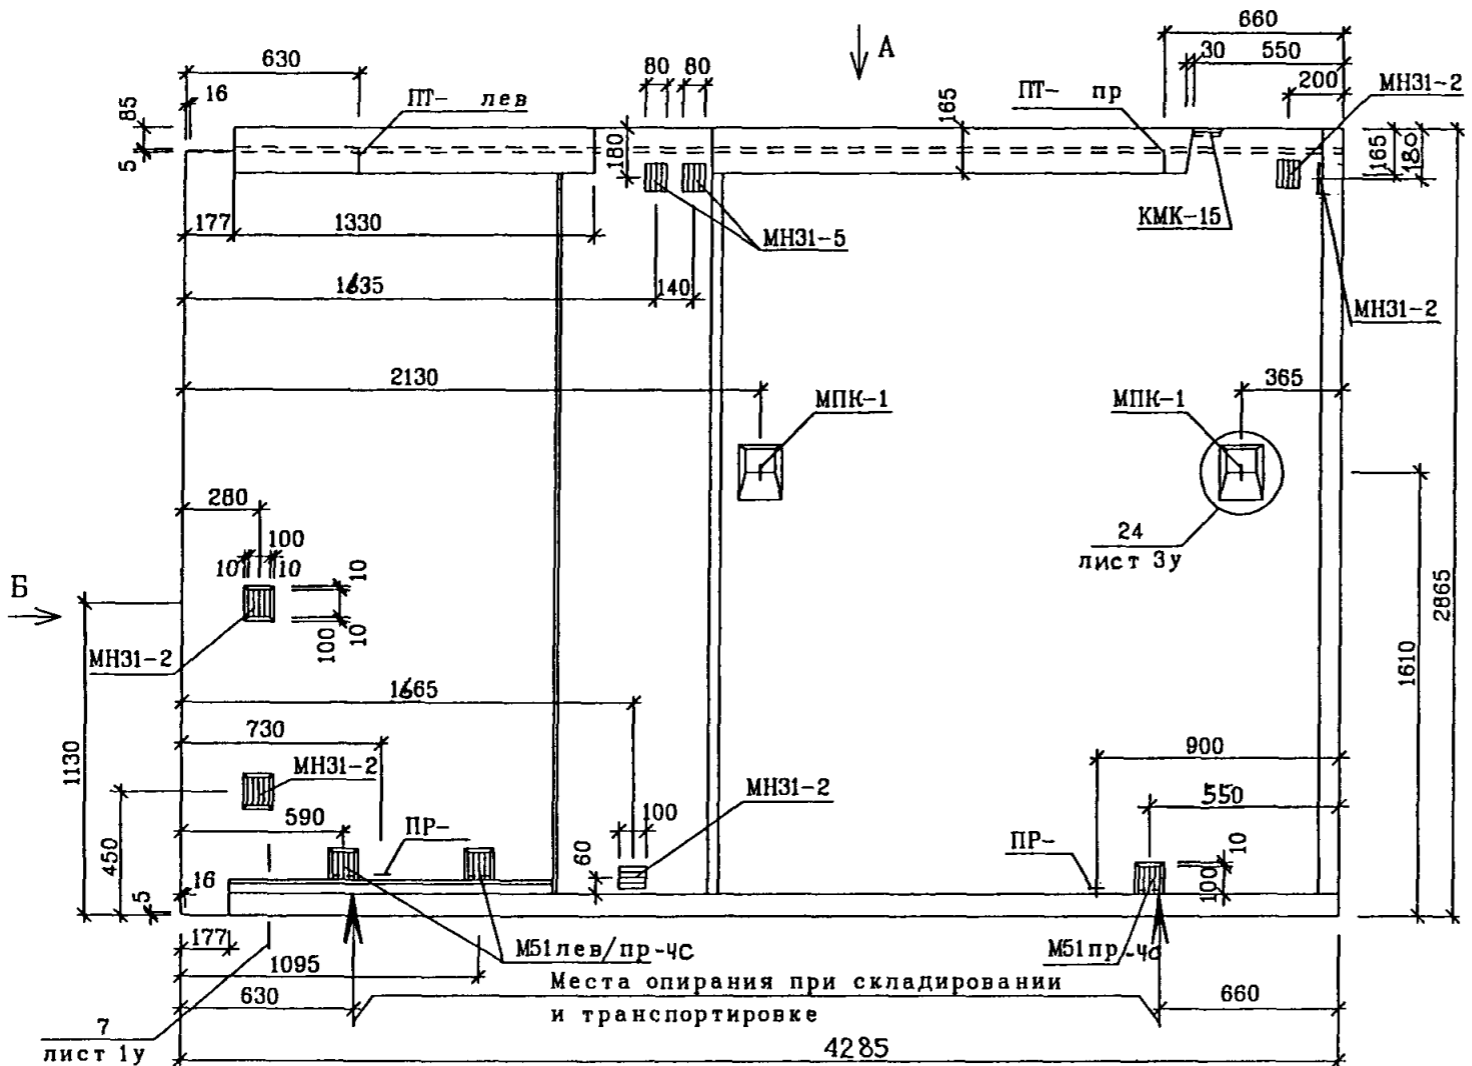 660
А
630
80
80
30
550
МН31-2
16
ПТ- лев
ПТ- пр
200
85
165
5
180
165
180
177
1330
МН31-5
КМК-15
1635
140
МН31-2
2130
365
МПК-1
МПК-1
280
24
лист 3у
100
10
10
10
Б
100
10
2865
МН31-2
1610
1665
730
1130
900
МН31-2
МН31-2
550
590
100
ПР-
ПР-
450
60
10
100
16
5
177
М51лев/пр-ЧС
М51пр-ЧС
1095
Места опирания при складировании
630
и транспортировке
660
7
лист 1у
4285